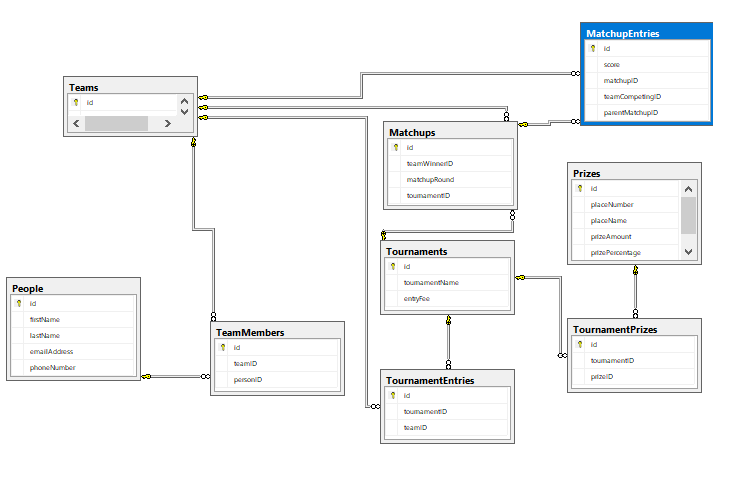 MatchupEntries
id
score
matchupID
teamCompetingID
parentMatchupID
Teams
id
Matchups
id
teamWinnerID
matchupRound
tournamentID
Prizes
id
placeNumber
placeName
prizeAmount
prizePercentage
Tournaments
id
tournamentName
entryFee
People
id
firstName
lastName
emailAddress
phoneNumber
TeamMembers
id
teamID
personID
TournamentPrizes
id
tournamentID
prizeID
TournamentEntries
id
tournamentID
teamID